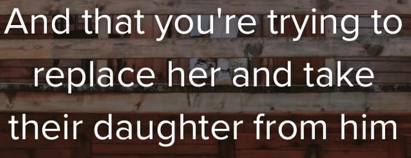 And that you're trying to
replace her and take
their daughter from him